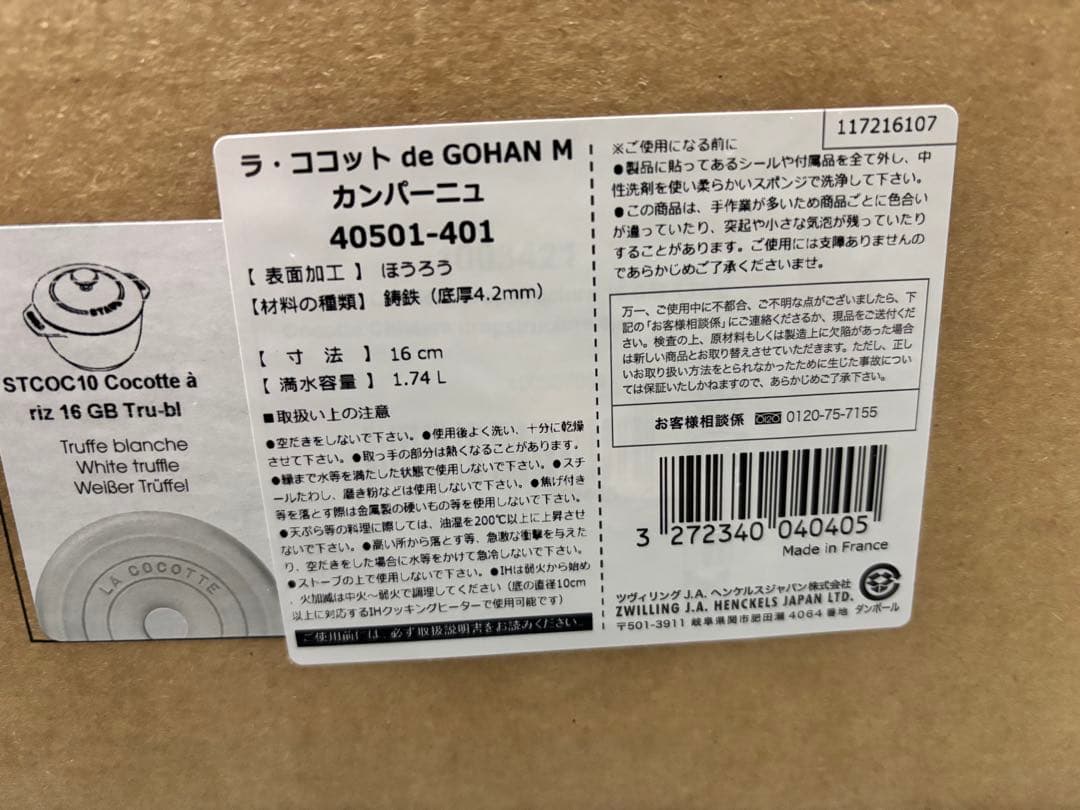 STAUB
STCOC10 Cocotte à
riz 16 GB Tru-bl
Truffe blanche
White truffle
Weißer Trüffel
LA COCOTTE
ラ・ココット de GOHAN M
カンパーニュ
40501-401
【 表面加工 】 ほうろう
【材料の種類】 鋳鉄（底厚4.2mm）
【 寸 法 】 16 cm
【 満水容量 】 1.74 L
■取扱い上の注意
●空だきをしないで下さい。●使用後よく洗い、十分に乾燥
させて下さい。●取っ手の部分は熱くなることがあります。
●縁まで水等を満たした状態で使用しないで下さい。●スチ
ールたわし、磨き粉などは使用しないで下さい。●焦げ付き
等を落とす際は金属製の硬いもの等を使用しないで下さい。
●天ぷら等の料理に際しては、油温を200℃以上に上昇させ
ないで下さい。●高い所から落とす等、急激な衝撃を与えた
り、空だきした場合に水等をかけて急冷しないで下さい。
●ストーブの上で使用しないで下さい。●IHは弱火から始め
、火加減は中火～弱火で調理してください（底の直径10cm
以上に対応するIHクッキングヒーターで使用可能です）
ご使用前には、必ず取扱説明書をお読みください。
117216107
※ご使用になる前に
●製品に貼ってあるシールや付属品を全て外し、中
性洗剤を使い柔らかいスポンジで洗浄して下さい。
●この商品は、手作業が多いため商品ごとに色合い
が違っていたり、突起や小さな気泡が残っていたり
することがあります。ご使用には支障ありませんの
であらかじめご了承くださいませ。
万一、ご使用中に不都合、ご不明な点がございましたら、下
記の「お客様相談係」にご連絡くださるか、現品をご送付くださ
い。検査の上、原材料もしくは製造上に欠陥があった場合
は新しい商品とお取り替えさせていただきます。ただし、正し
いお取り扱い方法をとられなかったために生じた事故につい
ては保証いたしかねますので、あらかじめご了承下さい。
お客様相談係 0120-75-7155
3 272340 040405
Made in France
ツヴィリング J.A. ヘンケルスジャパン株式会社
ZWILLING J.A. HENCKELS JAPAN LTD.
〒501-3911 岐阜県関市肥田瀬 4064 番地
ダンボール